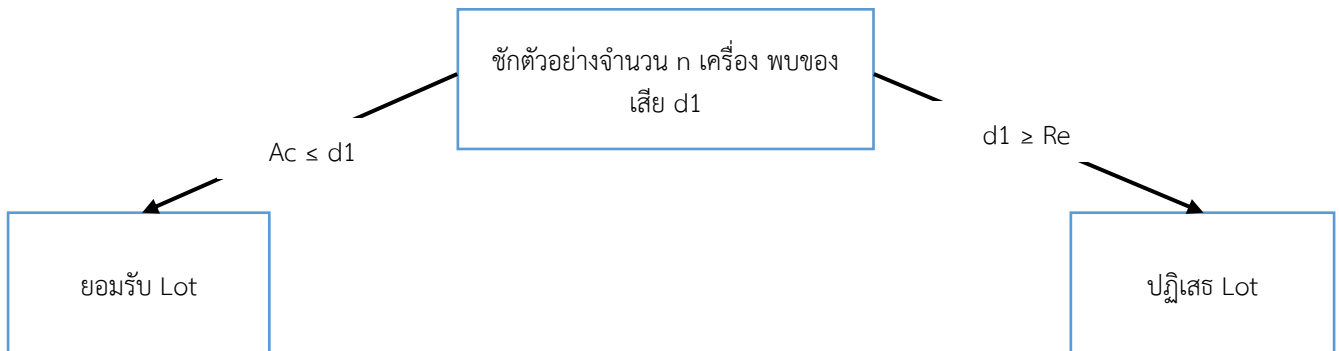 ชักตัวอย่างจำนวน n เครื่อง พบของ
เสีย d1
Ac ≤ d1
d1 ≥ Re
ยอมรับ Lot
ปฏิเสธ Lot